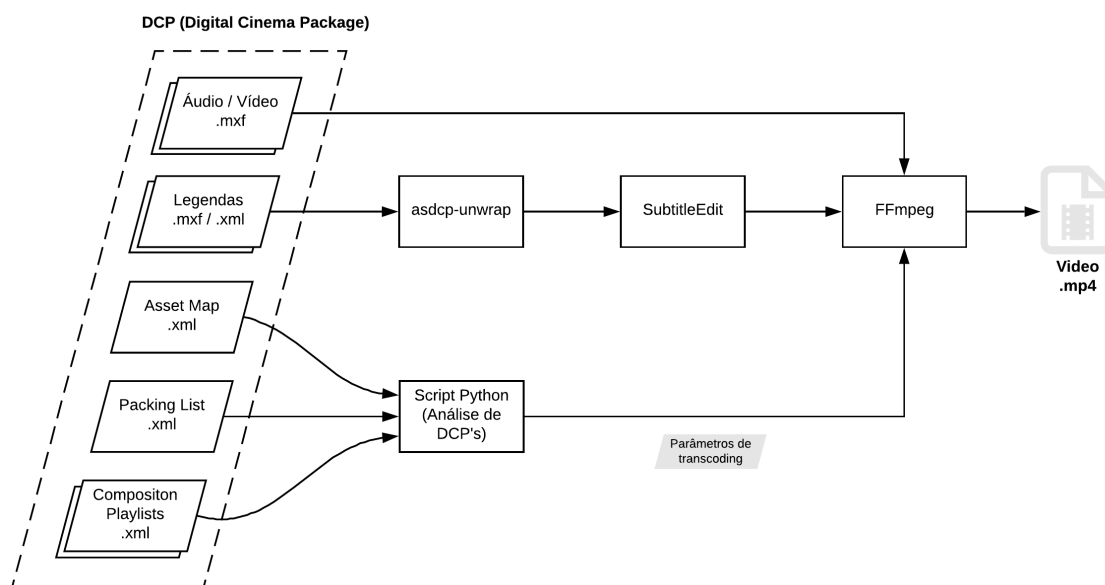 DCP (Digital Cinema Package)
Áudio / Vídeo
.mxf
Legendas
.mxf / .xml
asdcp-unwrap
SubtitleEdit
FFmpeg
Video
.mp4
Asset Map
.xml
Packing List
.xml
Script Python
(Análise de
DCP's)
Parâmetros de
transcoding
Compositon
Playlists
.xml